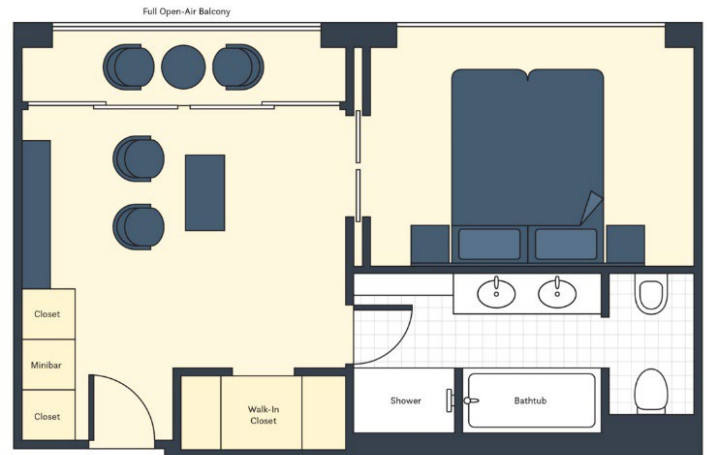 Full Open-Air Balcony
Closet
Minibar
Closet
Walk-In
Closet
Shower
Bathtub